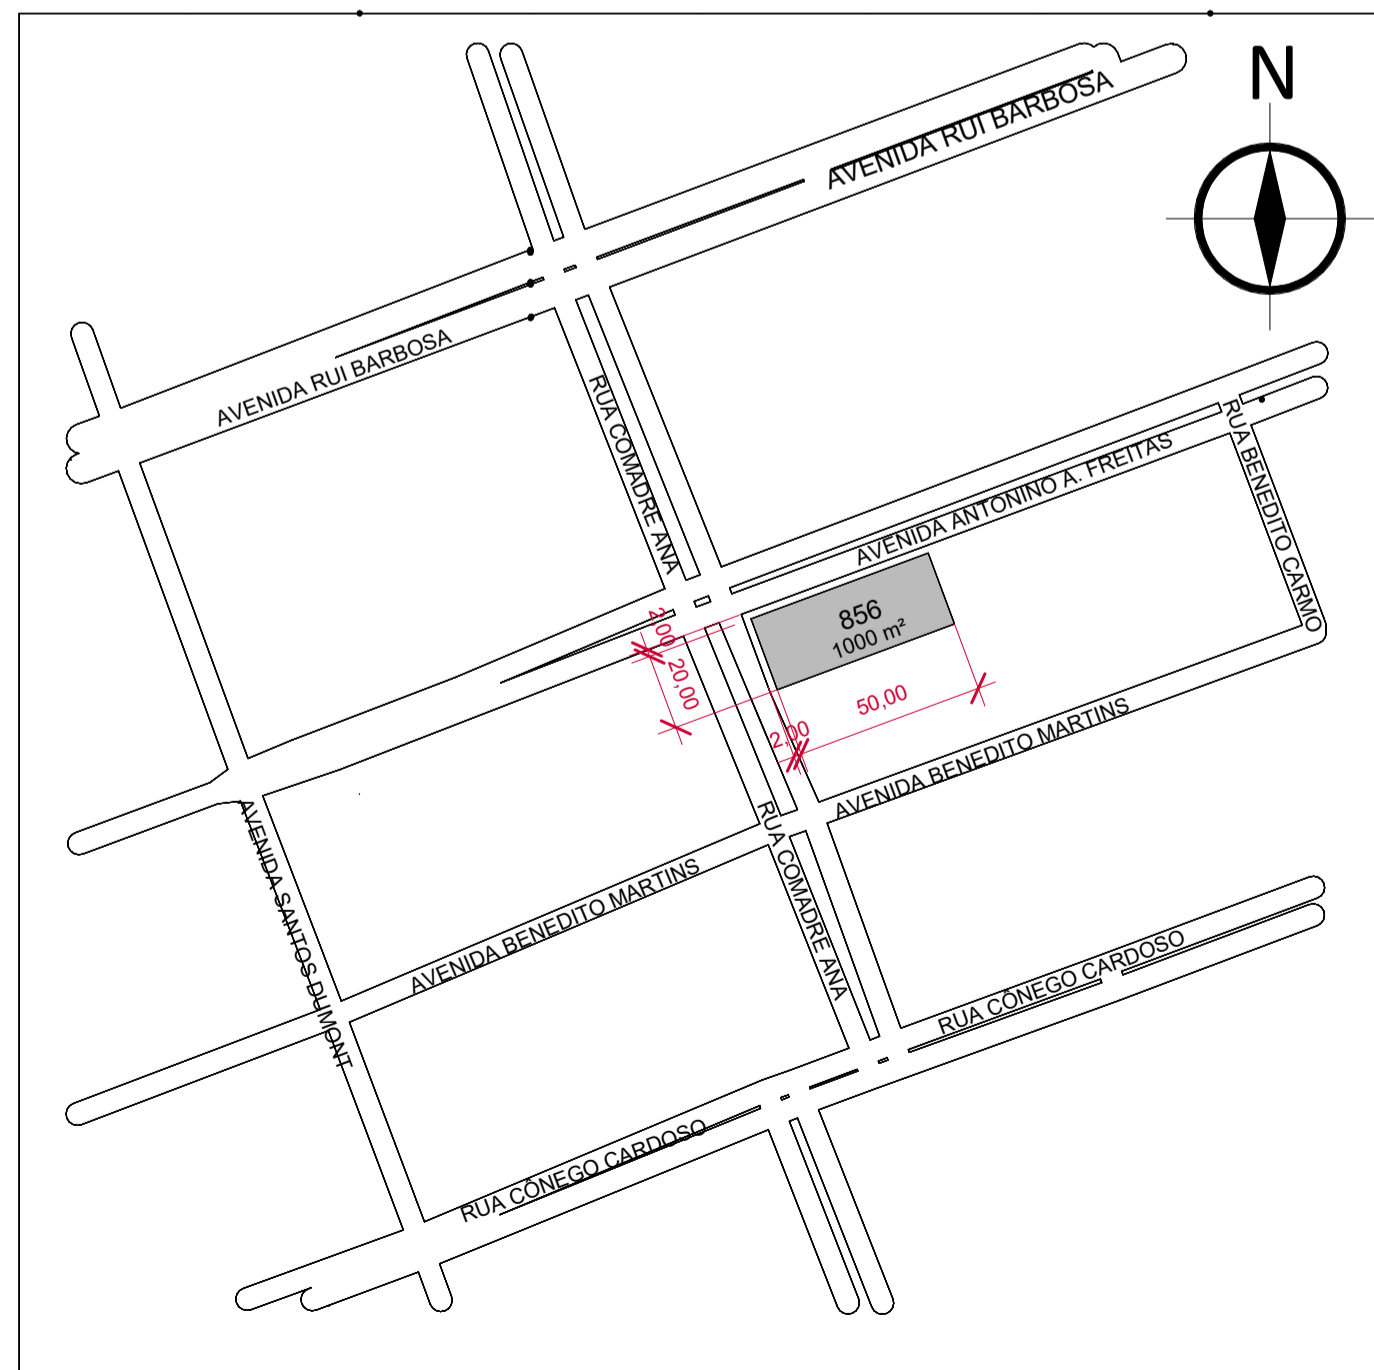 N
AVENIDA RUI BARBOSA
AVENIDA RUI BARBOSA
RUA COMADRE ANA
AVENIDA ANTONINO A. FREITAS
RUA BENEDITO CARMO
856
1000 m²
2,00
20,00
50,00
2,00
AVENIDA BENEDITO MARTINS
AVENIDA SANTOS DUMONT
RUA COMADRE ANA
AVENIDA BENEDITO MARTINS
RUA CÔNEGO CARDOSO
RUA CÔNEGO CARDOSO